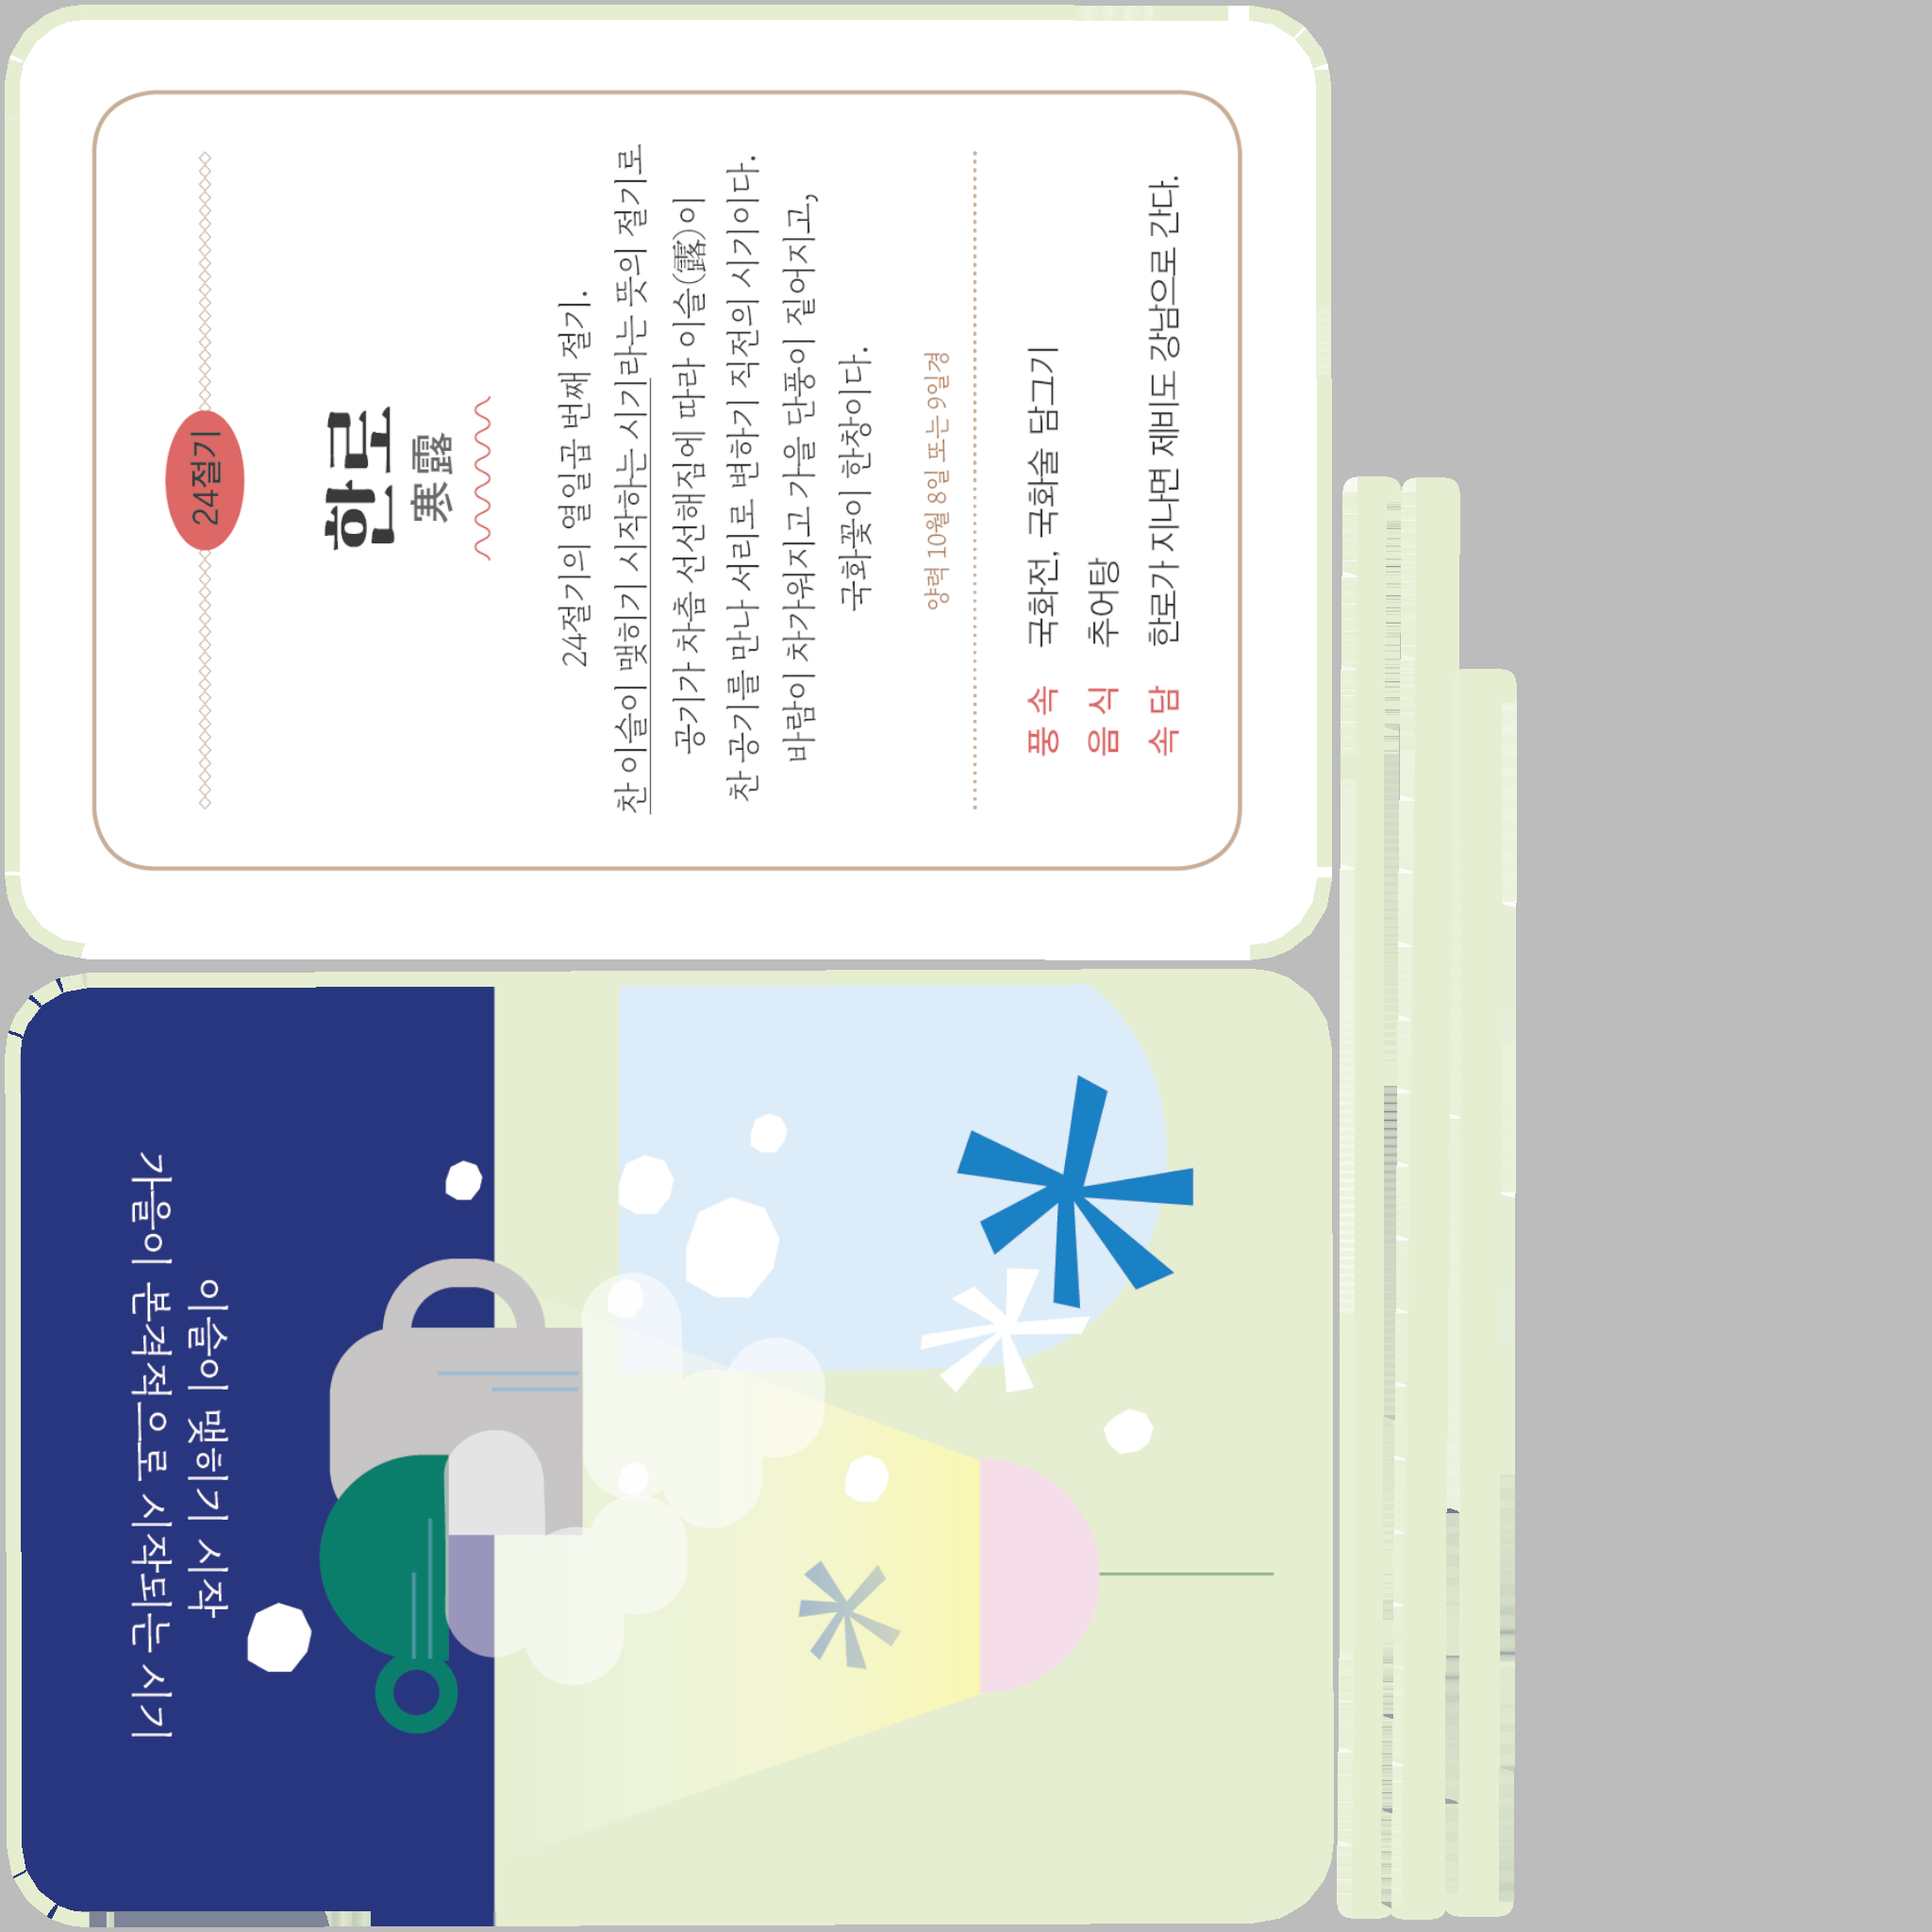 24절기
한로
寒露
24절기의 열일곱 번째 절기.
찬 이슬이 맺히기 시작하는 시기라는 뜻의 절기로
공기가 차츰 선선해짐에 따라 이슬(露)이
찬 공기를 만나 서리로 변하기 직전의 시기이다.
바람이 차가워지고 가을 단풍이 짙어지고,
국화꽃이 한창이다.
양력 10월 8일 또는 9일경
풍속 국화전, 국화술 담그기
음식 추어탕
속담 한로가 지나면 제비도 강남으로 간다.
이슬이 맺히기 시작
가을이 본격적으로 시작되는 시기